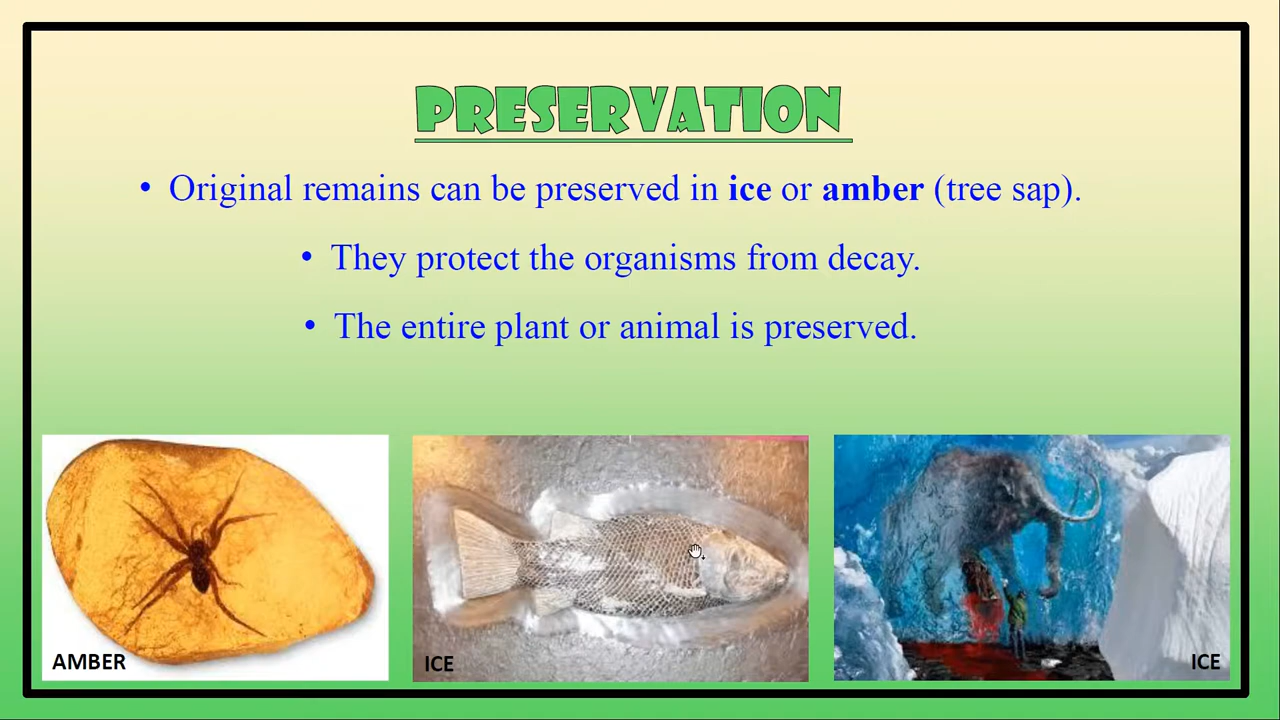 PRESERVATION
• Original remains can be preserved in ice or amber (tree sap).
• They protect the organisms from decay.
• The entire plant or animal is preserved.
AMBER
ICE
ICE